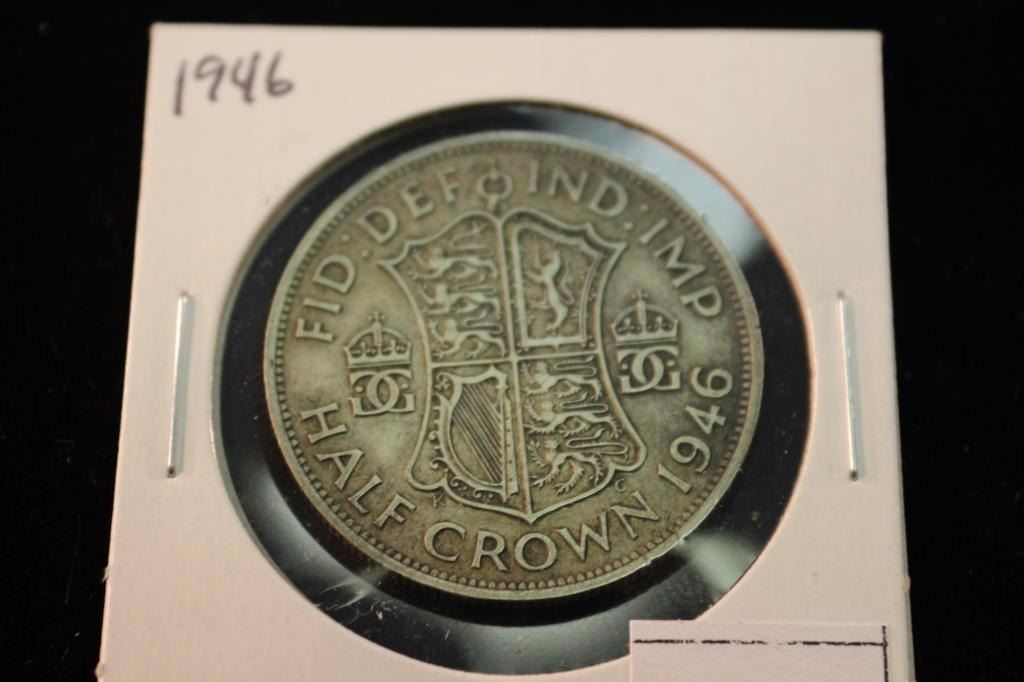 1946
FID: DEF IND: IMP
HALF CROWN 1946
K G